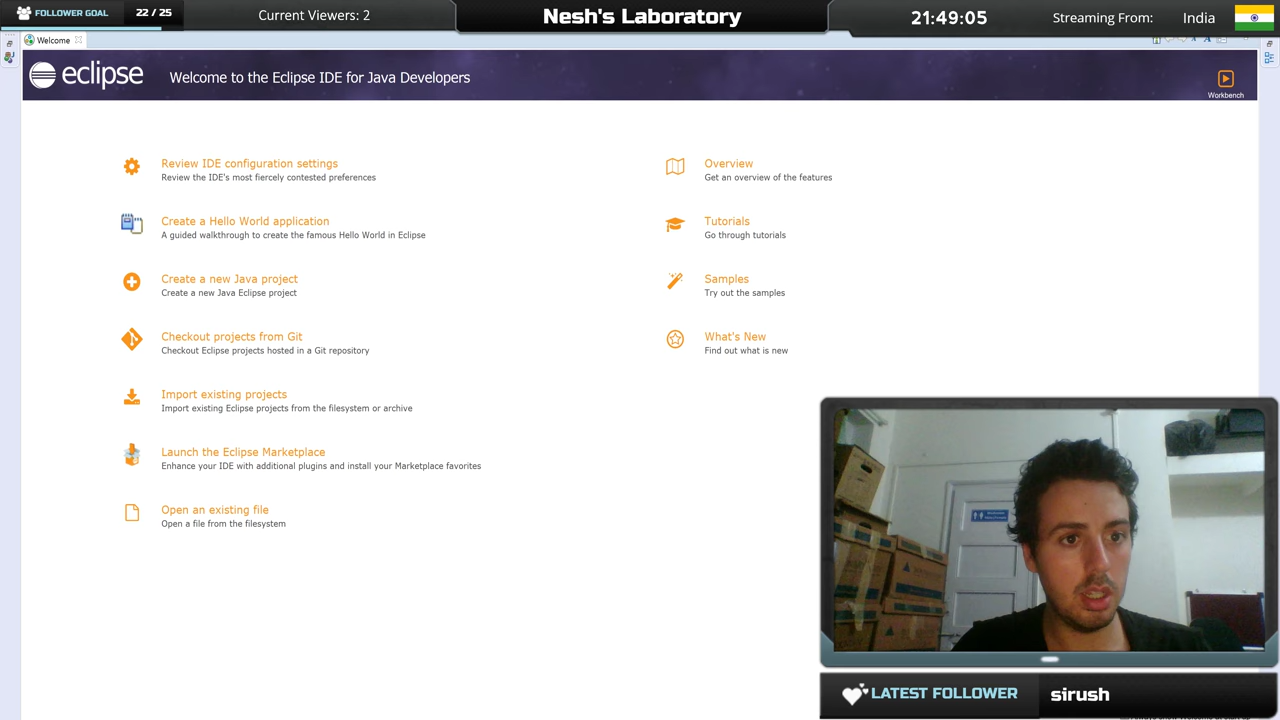 FOLLOWER GOAL
22 / 25
Current Viewers: 2
Nesh's Laboratory
21:49:05
Streaming From:
India
Welcome
eclipse
Welcome to the Eclipse IDE for Java Developers
Workbench
Review IDE configuration settings
Review the IDE's most fiercely contested preferences
Create a Hello World application
A guided walkthrough to create the famous Hello World in Eclipse
Create a new Java project
Create a new Java Eclipse project
Checkout projects from Git
Checkout Eclipse projects hosted in a Git repository
Import existing projects
Import existing Eclipse projects from the filesystem or archive
Launch the Eclipse Marketplace
Enhance your IDE with additional plugins and install your Marketplace favorites
Open an existing file
Open a file from the filesystem
Overview
Get an overview of the features
Tutorials
Go through tutorials
Samples
Try out the samples
What's New
Find out what is new
LATEST FOLLOWER
sirush